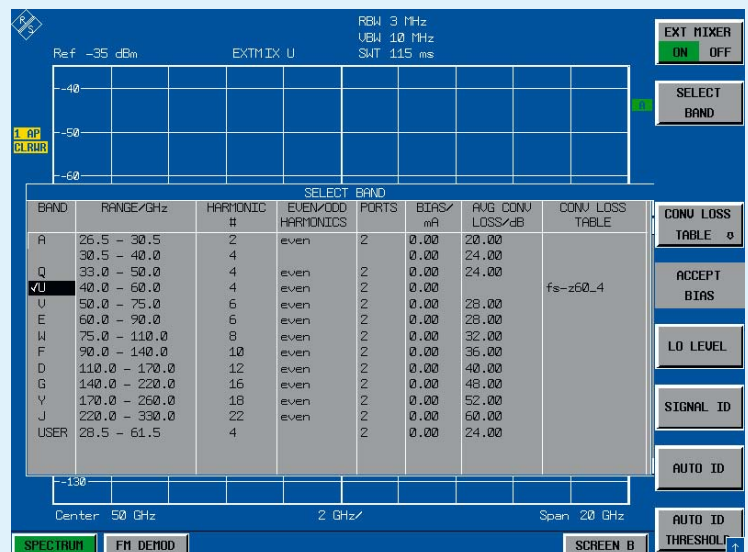 R S
RBW 3 MHz
VBW 10 MHz
Ref -35 dBm EXTMIX U SWT 115 ms
EXT MIXER
ON OFF
-40
A
SELECT
BAND
1 AP
CLRWR
-50
-60
SELECT BAND
BAND RANGE/GHz HARMONIC # EVEN/ODD HARMONICS PORTS BIAS/mA AVG CONV LOSS/dB CONV LOSS TABLE
A 26.5 - 30.5 2 even 2 0.00 20.00
30.5 - 40.0 4 0.00 24.00
Q 33.0 - 50.0 4 even 2 0.00 24.00
✓U 40.0 - 60.0 4 even 2 0.00 fs-z60_4
V 50.0 - 75.0 6 even 2 0.00 28.00
E 60.0 - 90.0 6 even 2 0.00 28.00
W 75.0 - 110.0 8 even 2 0.00 32.00
F 90.0 - 140.0 10 even 2 0.00 36.00
D 110.0 - 170.0 12 even 2 0.00 40.00
G 140.0 - 220.0 16 even 2 0.00 48.00
Y 170.0 - 260.0 18 even 2 0.00 52.00
J 220.0 - 330.0 22 even 2 0.00 60.00
USER 28.5 - 61.5 4 2 0.00 24.00
CONV LOSS
TABLE
ACCEPT
BIAS
LO LEVEL
SIGNAL ID
AUTO ID
-130
Center 50 GHz 2 GHz/ Span 20 GHz
AUTO ID
THRESHOLD
SPECTRUM FM DEMOD SCREEN B